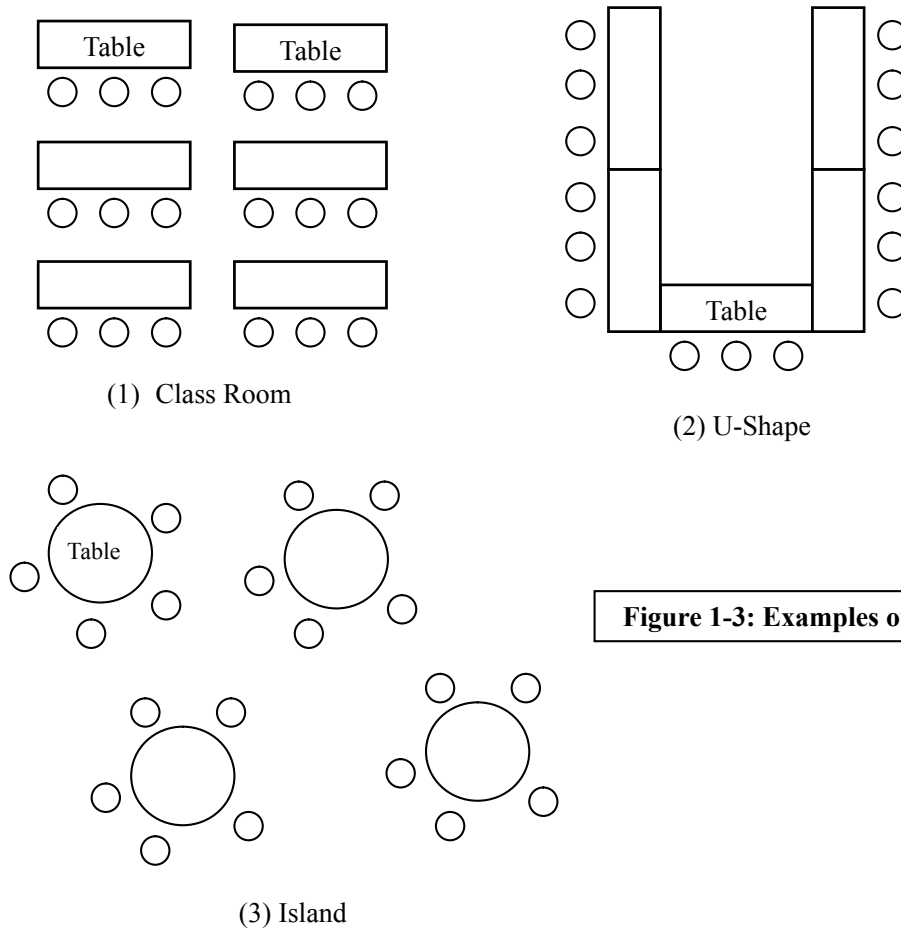 Table
Table
Table
(1) Class Room
(2) U-Shape
Table
Figure 1-3: Examples o
(3) Island